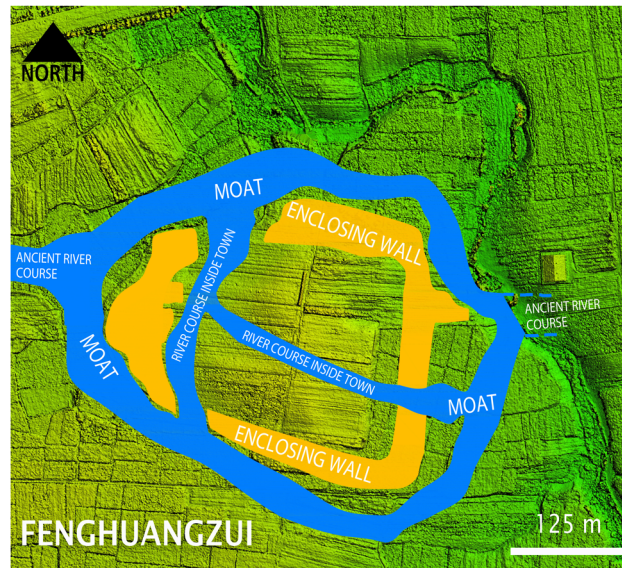 NORTH
MOAT
ENCLOSING WALL
ANCIENT RIVER
COURSE
RIVER COURSE INSIDE TOWN
ANCIENT RIVER
COURSE
RIVER COURSE INSIDE TOWN
MOAT
MOAT
ENCLOSING WALL
FENGHUANGZUI
125 m